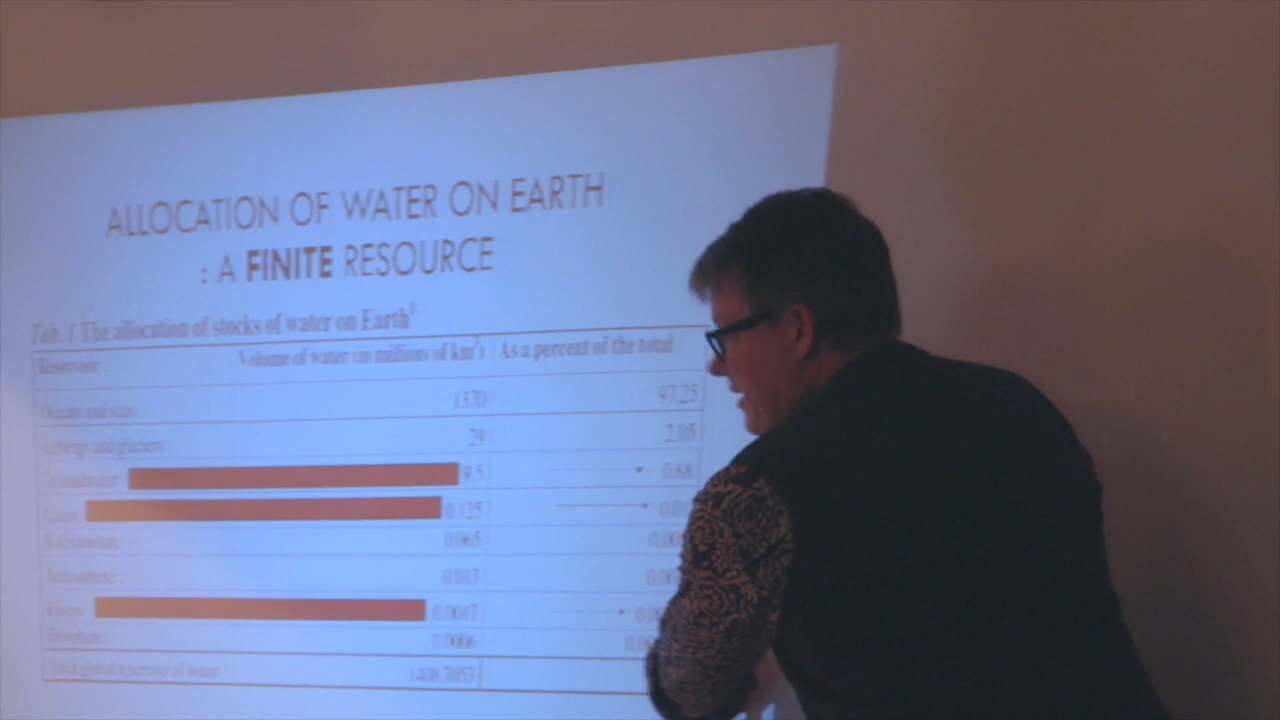 ALLOCATION OF WATER ON EARTH
: A FINITE RESOURCE
Tab. 1 The allocation of stocks of water on Earth⁸
Reservoir Volume of water (in millions of km³) As a percent of the total
Oceans and seas 1370 97.25
Icebergs and glaciers 29 2.05
Groundwater 9.5 0.68
Lakes 0.125
Soil moisture 0.065
Atmosphere 0.013
Rivers 0.0017
Biosphere 0.0006
Total global reservoir of water 1408.7053